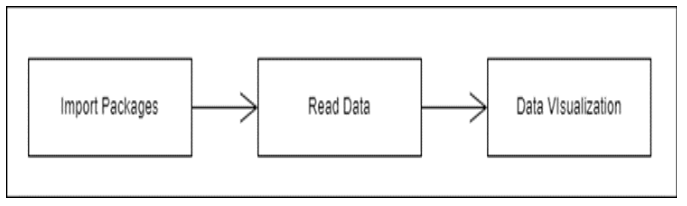 Import Packages
Read Data
Data VIsualization